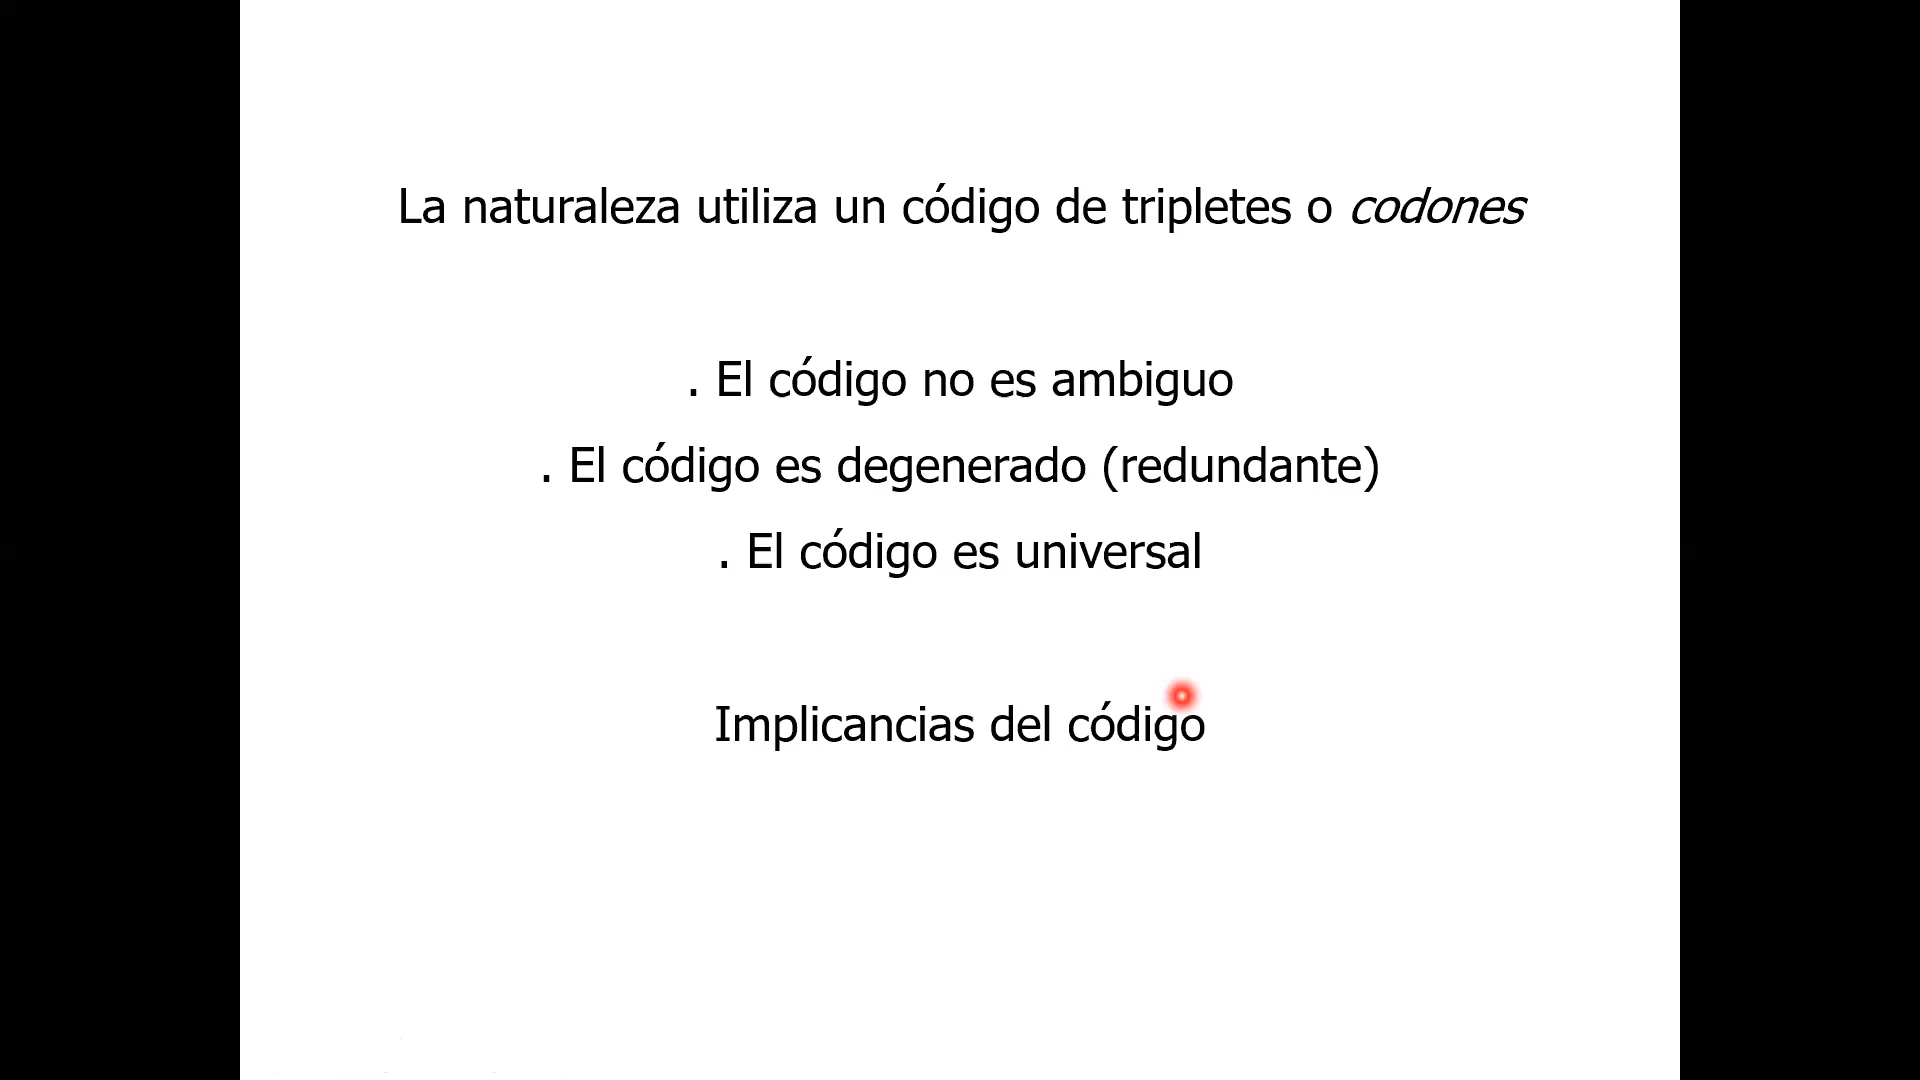 La naturaleza utiliza un código de tripletes o codones
. El código no es ambiguo
. El código es degenerado (redundante)
. El código es universal
Implicancias del código